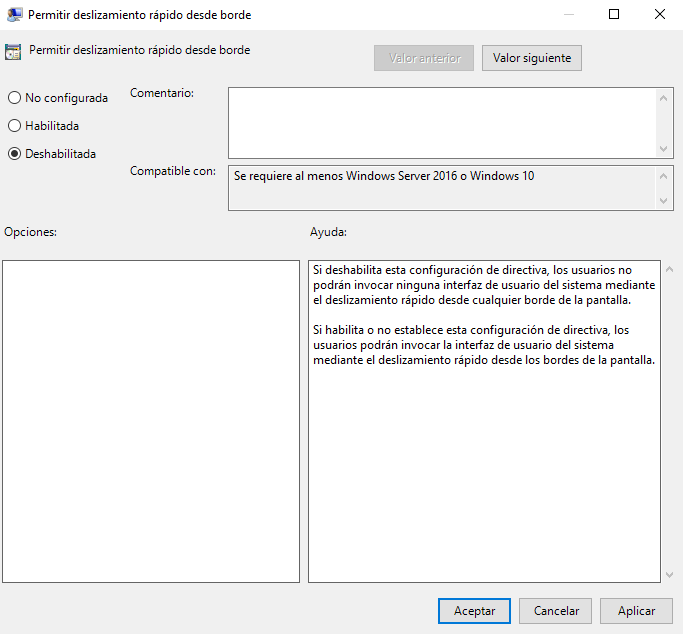 Permitir deslizamiento rápido desde borde
Permitir deslizamiento rápido desde borde
Valor anterior
Valor siguiente
No configurada
Habilitada
Deshabilitada
Comentario:
Compatible con:
Se requiere al menos Windows Server 2016 o Windows 10
Opciones:
Ayuda:
Si deshabilita esta configuración de directiva, los usuarios no
podrán invocar ninguna interfaz de usuario del sistema mediante
el deslizamiento rápido desde cualquier borde de la pantalla.
Si habilita o no establece esta configuración de directiva, los
usuarios podrán invocar la interfaz de usuario del sistema
mediante el deslizamiento rápido desde los bordes de la pantalla.
Aceptar
Cancelar
Aplicar